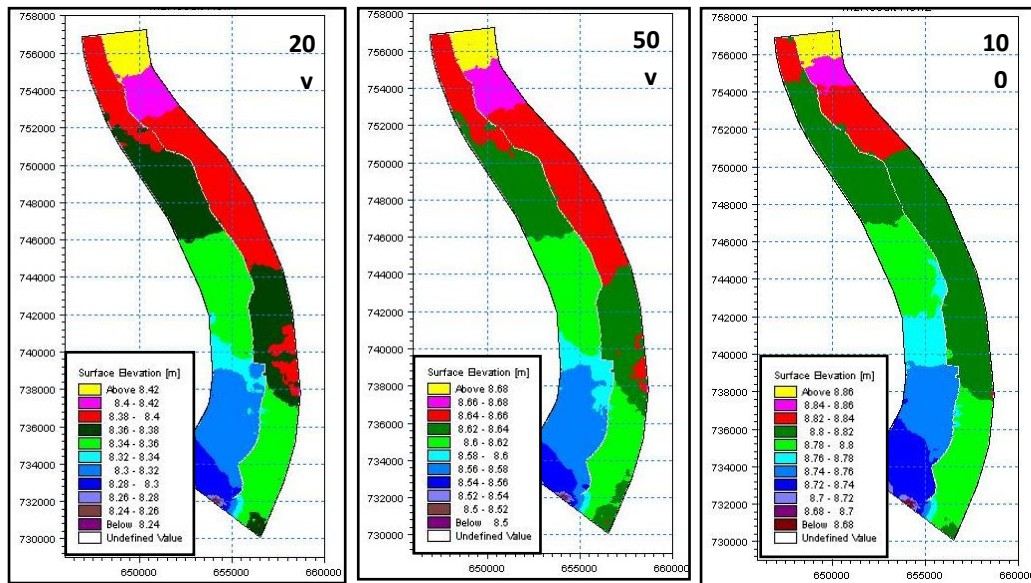 758000
756000
754000
752000
750000
748000
746000
744000
742000
740000
738000
736000
734000
732000
730000
650000 655000 660000
20
v
Surface Elevation [m]
Above 8.42
8.4 - 8.42
8.38 - 8.4
8.36 - 8.38
8.34 - 8.36
8.32 - 8.34
8.3 - 8.32
8.28 - 8.3
8.26 - 8.28
8.24 - 8.26
Below 8.24
Undefined Value
758000
756000
754000
752000
750000
748000
746000
744000
742000
740000
738000
736000
734000
732000
730000
650000 655000 660000
50
v
Surface Elevation [m]
Above 8.68
8.66 - 8.68
8.64 - 8.66
8.62 - 8.64
8.6 - 8.62
8.58 - 8.6
8.56 - 8.58
8.54 - 8.56
8.52 - 8.54
8.5 - 8.52
Below 8.5
Undefined Value
758000
756000
754000
752000
750000
748000
746000
744000
742000
740000
738000
736000
734000
732000
730000
650000 655000 660000
10
0
Surface Elevation [m]
Above 8.86
8.84 - 8.86
8.82 - 8.84
8.8 - 8.82
8.78 - 8.8
8.76 - 8.78
8.74 - 8.76
8.72 - 8.74
8.7 - 8.72
8.68 - 8.7
Below 8.68
Undefined Value